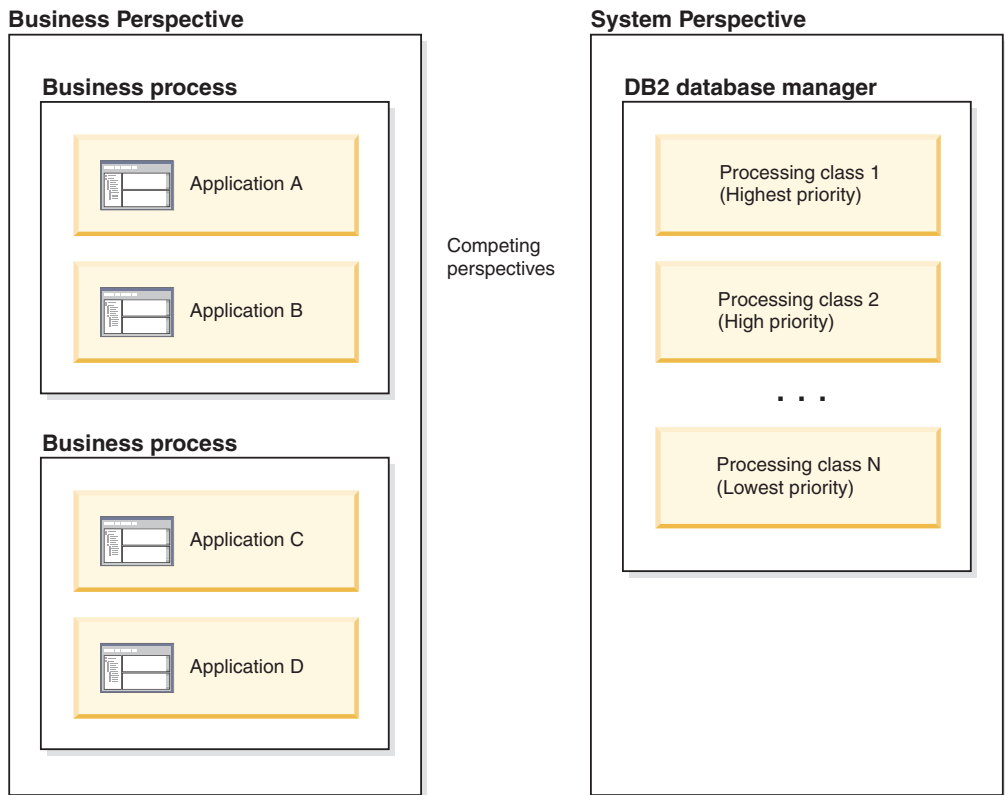 Business Perspective
Business process
Application A
Application B
Business process
Application C
Application D
Competing
perspectives
System Perspective
DB2 database manager
Processing class 1
(Highest priority)
Processing class 2
(High priority)
. . .
Processing class N
(Lowest priority)